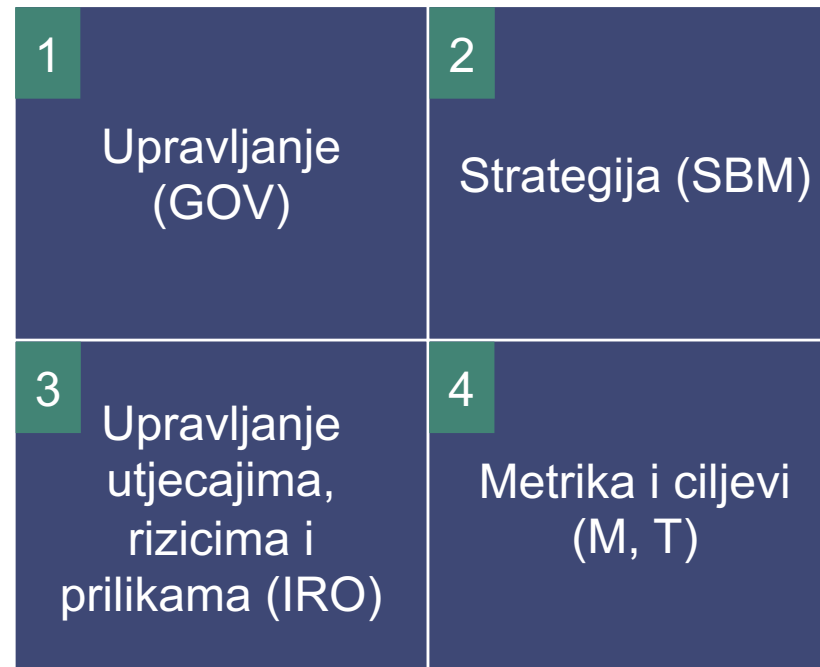 1
Upravljanje
(GOV)
2
Strategija (SBM)
3
Upravljanje
utjecajima,
rizicima i
prilikama (IRO)
4
Metrika i ciljevi
(M, T)